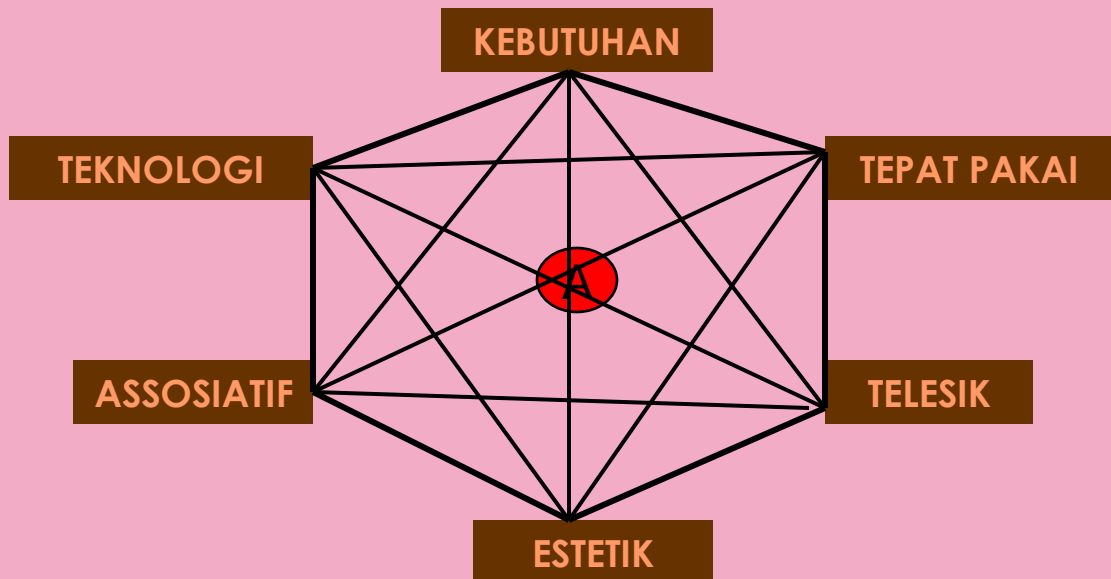 KEBUTUHAN
TEKNOLOGI
TEPAT PAKAI
A
ASSOSIATIF
TELESIK
ESTETIK